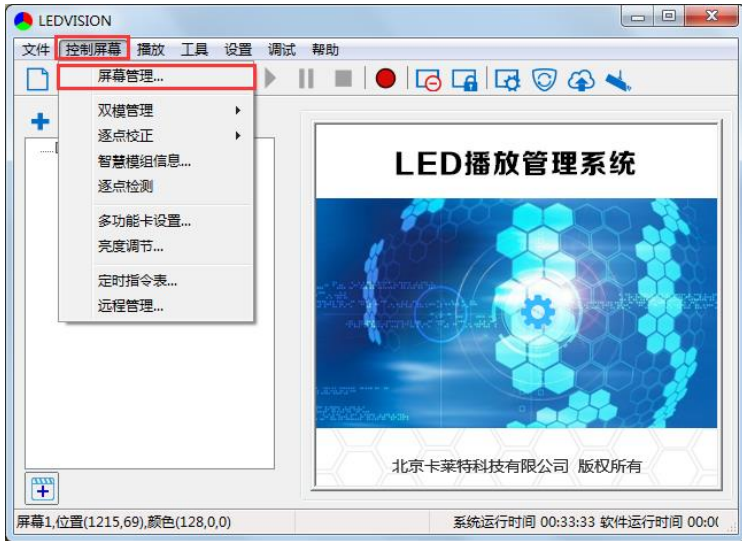 LEDVISION
文件 控制屏幕 播放 工具 设置 调试 帮助
屏幕管理...
双模管理
逐点校正
智慧模组信息...
逐点检测
多功能卡设置...
亮度调节...
定时指令表...
远程管理...
LED播放管理系统
北京卡莱特科技有限公司 版权所有
屏幕1,位置(1215,69),颜色(128,0,0) 系统运行时间 00:33:33 软件运行时间 00:0